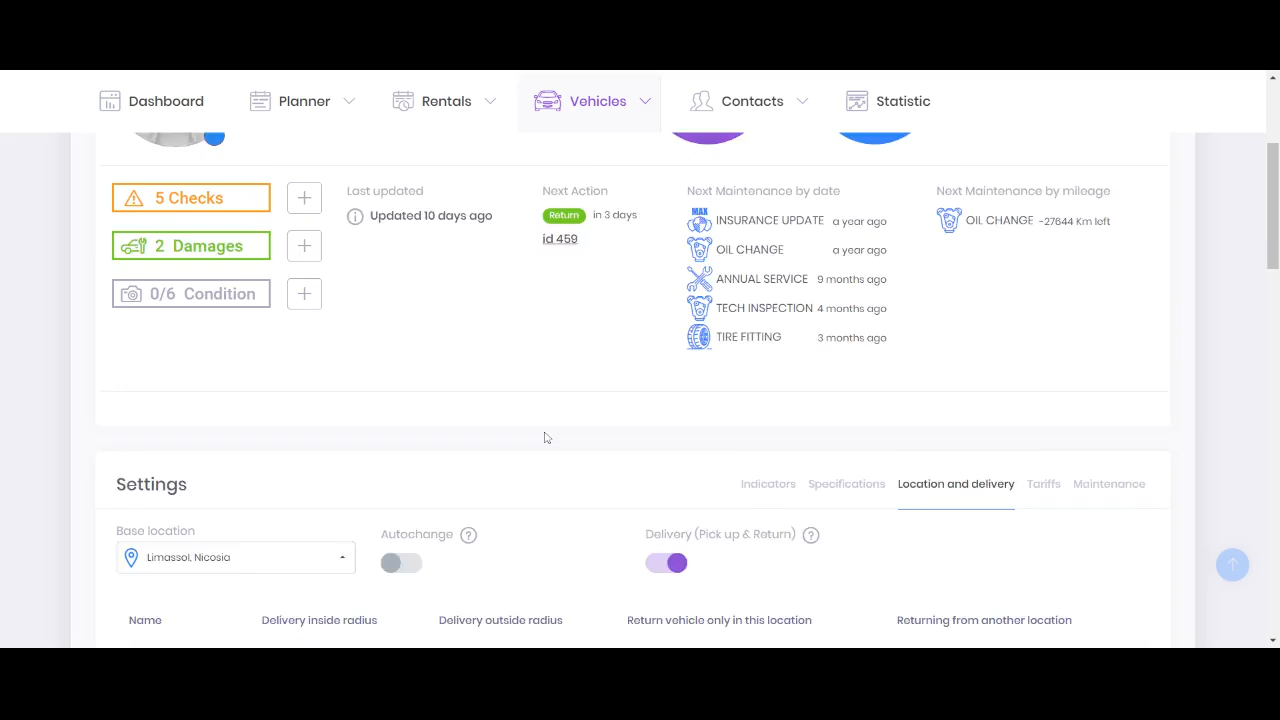 Dashboard
Planner
Rentals
Vehicles
Contacts
Statistic
5 Checks
2 Damages
0/6 Condition
Last updated
Updated 10 days ago
Next Action
Return in 3 days
id 459
Next Maintenance by date
MAX INSURANCE UPDATE a year ago
OIL CHANGE a year ago
ANNUAL SERVICE 9 months ago
TECH INSPECTION 4 months ago
TIRE FITTING 3 months ago
Next Maintenance by mileage
OIL CHANGE -27644 Km left
Settings
Indicators
Specifications
Location and delivery
Tariffs
Maintenance
Base location
Limassol, Nicosia
Autochange ?
Delivery (Pick up & Return) ?
Name
Delivery inside radius
Delivery outside radius
Return vehicle only in this location
Returning from another location